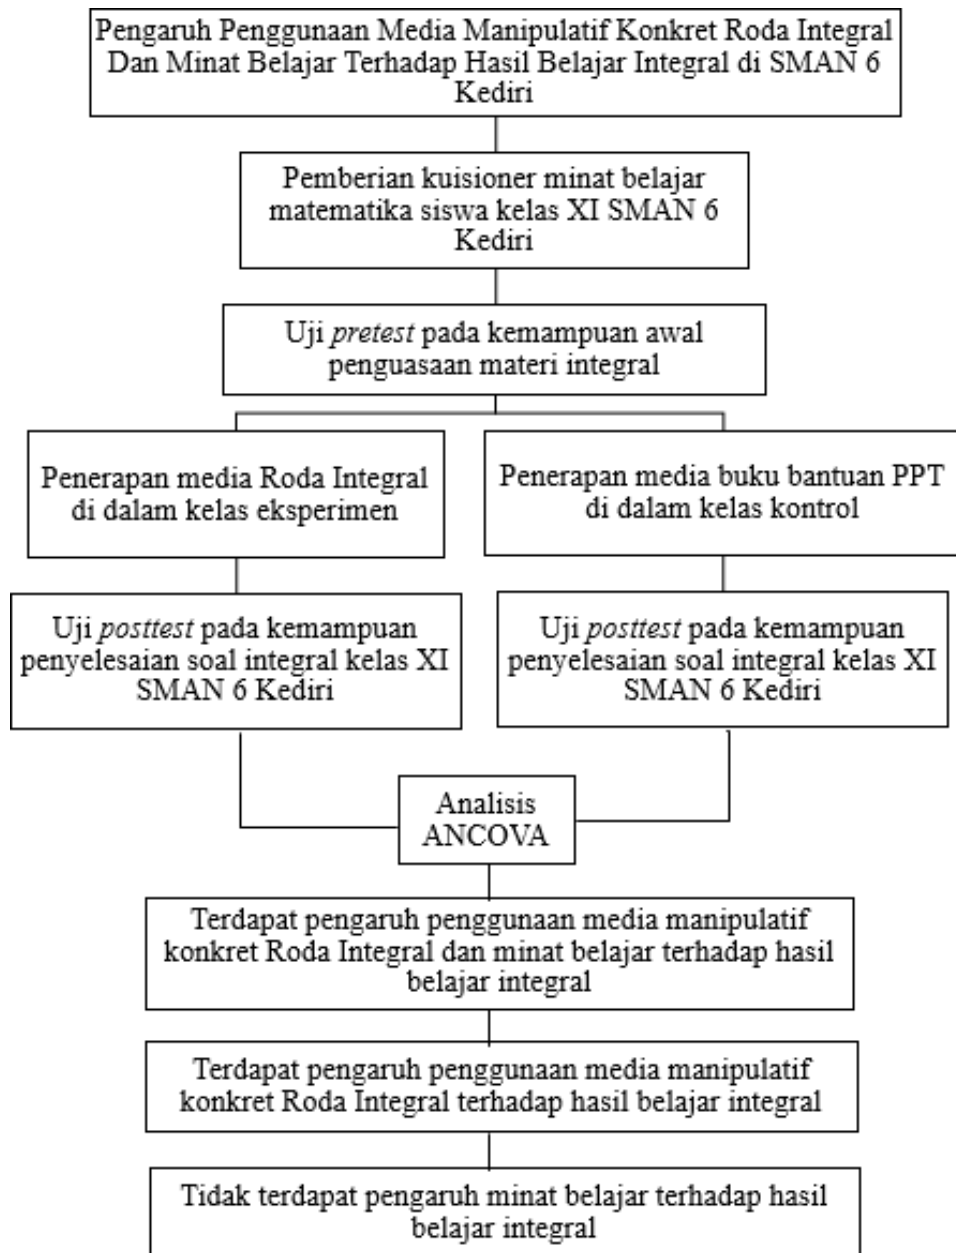 Pengaruh Penggunaan Media Manipulatif Konkret Roda Integral
Dan Minat Belajar Terhadap Hasil Belajar Integral di SMAN 6
Kediri
Pemberian kuisioner minat belajar
matematika siswa kelas XI SMAN 6
Kediri
Uji pretest pada kemampuan awal
penguasaan materi integral
Penerapan media Roda Integral
di dalam kelas eksperimen
Penerapan media buku bantuan PPT
di dalam kelas kontrol
Uji posttest pada kemampuan
penyelesaian soal integral kelas XI
SMAN 6 Kediri
Uji posttest pada kemampuan
penyelesaian soal integral kelas XI
SMAN 6 Kediri
Analisis
ANCOVA
Terdapat pengaruh penggunaan media manipulatif
konkret Roda Integral dan minat belajar terhadap hasil
belajar integral
Terdapat pengaruh penggunaan media manipulatif
konkret Roda Integral terhadap hasil belajar integral
Tidak terdapat pengaruh minat belajar terhadap hasil
belajar integral